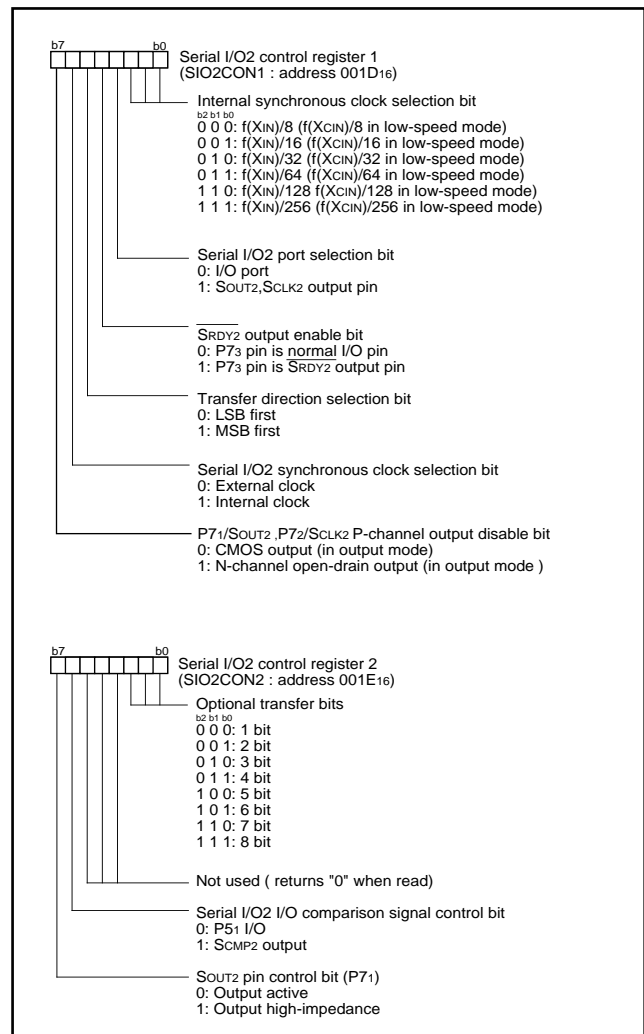 b7 b0
Serial I/O2 control register 1
(SIO2CON1 : address 001D16)
Internal synchronous clock selection bit
b2 b1 b0
0 0 0: f(XIN)/8 (f(XCIN)/8 in low-speed mode)
0 0 1: f(XIN)/16 (f(XCIN)/16 in low-speed mode)
0 1 0: f(XIN)/32 (f(XCIN)/32 in low-speed mode)
0 1 1: f(XIN)/64 (f(XCIN)/64 in low-speed mode)
1 1 0: f(XIN)/128 f(XCIN)/128 in low-speed mode)
1 1 1: f(XIN)/256 (f(XCIN)/256 in low-speed mode)
Serial I/O2 port selection bit
0: I/O port
1: SOUT2,SCLK2 output pin
SRDY2 output enable bit
0: P73 pin is normal I/O pin
1: P73 pin is SRDY2 output pin
Transfer direction selection bit
0: LSB first
1: MSB first
Serial I/O2 synchronous clock selection bit
0: External clock
1: Internal clock
P71/SOUT2 ,P72/SCLK2 P-channel output disable bit
0: CMOS output (in output mode)
1: N-channel open-drain output (in output mode )
b7 b0
Serial I/O2 control register 2
(SIO2CON2 : address 001E16)
Optional transfer bits
b2 b1 b0
0 0 0: 1 bit
0 0 1: 2 bit
0 1 0: 3 bit
0 1 1: 4 bit
1 0 0: 5 bit
1 0 1: 6 bit
1 1 0: 7 bit
1 1 1: 8 bit
Not used ( returns "0" when read)
Serial I/O2 I/O comparison signal control bit
0: P51 I/O
1: SCMP2 output
SOUT2 pin control bit (P71)
0: Output active
1: Output high-impedance